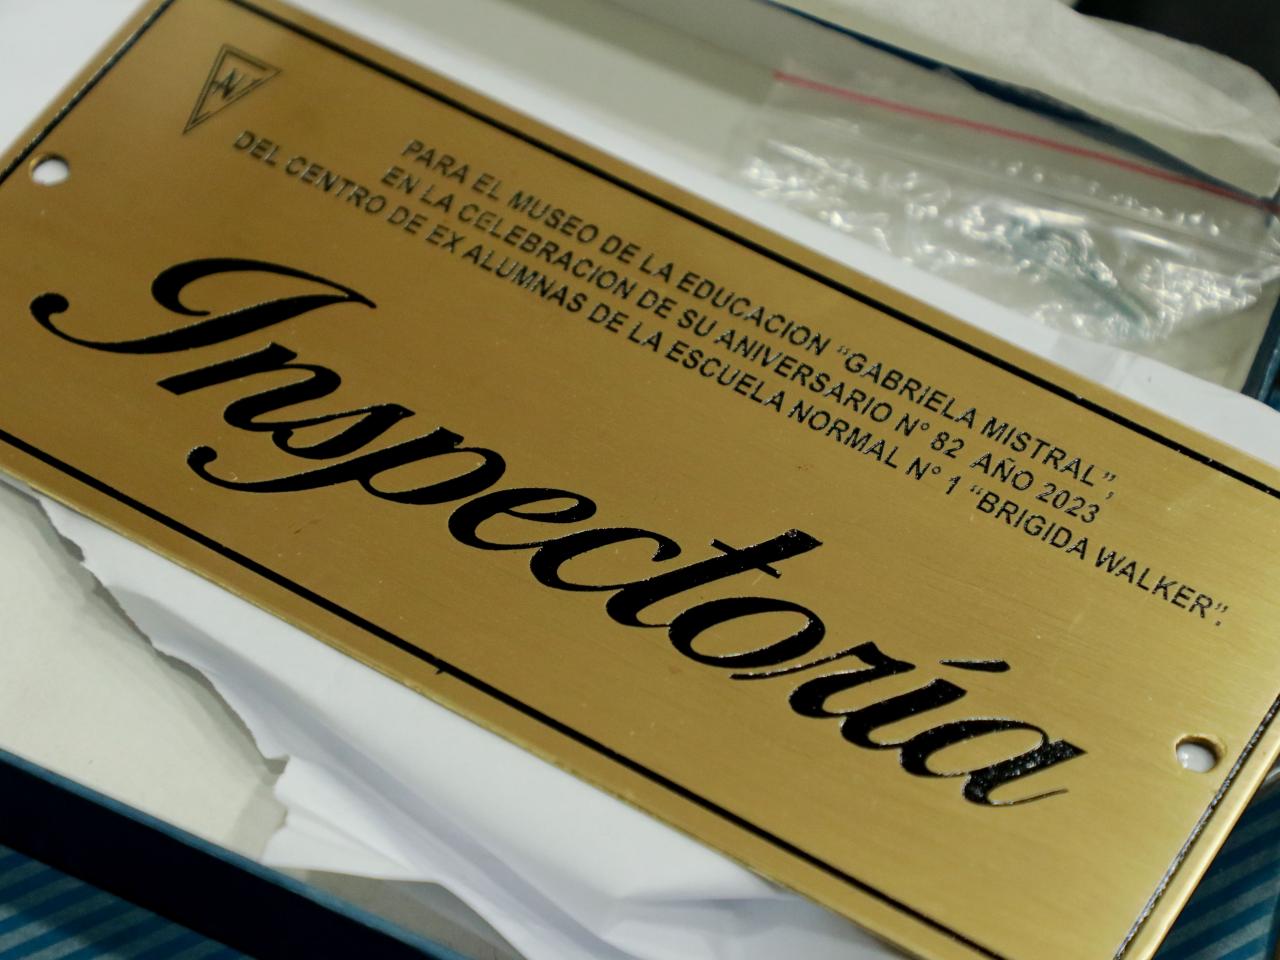 PARA EL MUSEO DE LA EDUCACION “GABRIELA MISTRAL”,
EN LA CELEBRACION DE SU ANIVERSARIO N° 82 AÑO 2023
DEL CENTRO DE EX ALUMNAS DE LA ESCUELA NORMAL N° 1 “BRIGIDA WALKER”.
Inspectoría